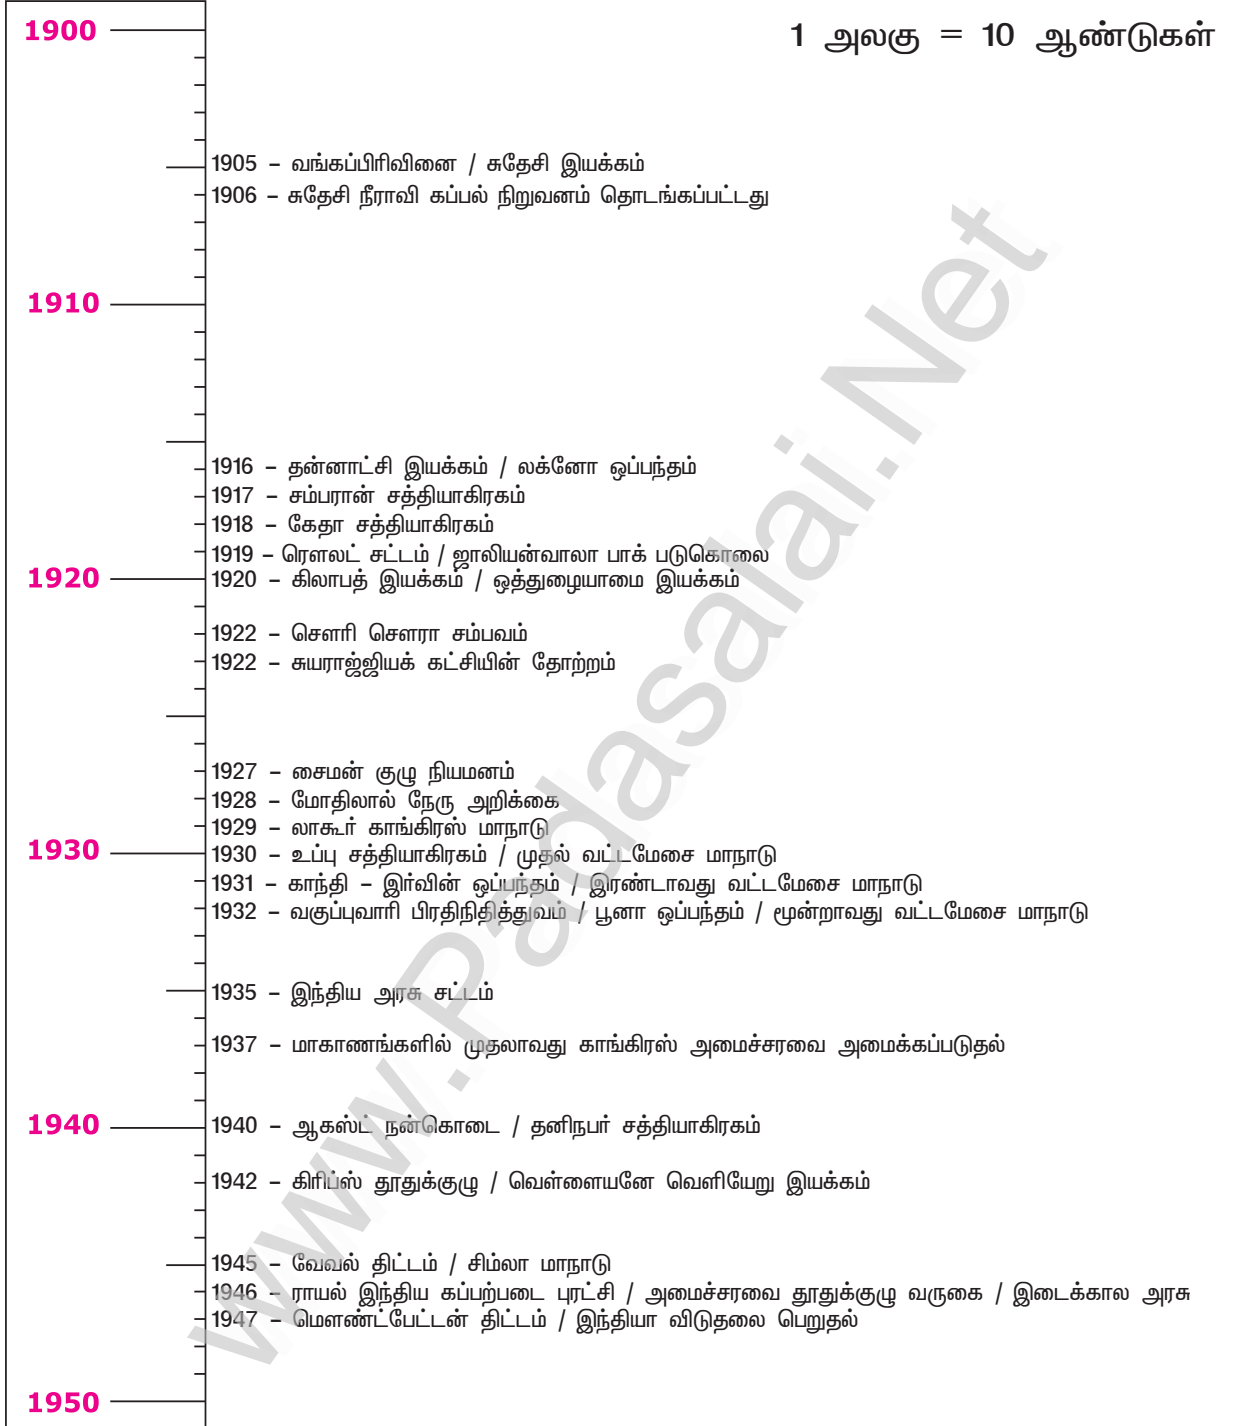 1900
1 அலகு = 10 ஆண்டுகள்
1905 – வங்கப்பிரிவினை / சுதேசி இயக்கம்
1906 – சுதேசி நீராவி கப்பல் நிறுவனம் தொடங்கப்பட்டது
1910
1916 – தன்னாட்சி இயக்கம் / லக்னோ ஒப்பந்தம்
1917 – சம்பரான் சத்தியாகிரகம்
1918 – கேதா சத்தியாகிரகம்
1919 – ரௌலட் சட்டம் / ஜாலியன்வாலா பாக் படுகொலை
1920
1920 – கிலாபத் இயக்கம் / ஒத்துழையாமை இயக்கம்
1922 – சௌரி சௌரா சம்பவம்
1922 – சுயராஜ்ஜியக் கட்சியின் தோற்றம்
1927 – சைமன் குழு நியமனம்
1928 – மோதிலால் நேரு அறிக்கை
1929 – லாகூர் காங்கிரஸ் மாநாடு
1930
1930 – உப்பு சத்தியாகிரகம் / முதல் வட்டமேசை மாநாடு
1931 – காந்தி – இர்வின் ஒப்பந்தம் / இரண்டாவது வட்டமேசை மாநாடு
1932 – வகுப்புவாரி பிரதிநிதித்துவம் / பூனா ஒப்பந்தம் / மூன்றாவது வட்டமேசை மாநாடு
1935 – இந்திய அரசு சட்டம்
1937 – மாகாணங்களில் முதலாவது காங்கிரஸ் அமைச்சரவை அமைக்கப்படுதல்
1940
1940 – ஆகஸ்ட் நன்கொடை / தனிநபர் சத்தியாகிரகம்
1942 – கிரிப்ஸ் தூதுக்குழு / வெள்ளையனே வெளியேறு இயக்கம்
1945 – வேவல் திட்டம் / சிம்லா மாநாடு
1946 – ராயல் இந்திய கப்பற்படை புரட்சி / அமைச்சரவை தூதுக்குழு வருகை / இடைக்கால அரசு
1947 – மௌண்ட்பேட்டன் திட்டம் / இந்தியா விடுதலை பெறுதல்
1950
www.Padasalai.Net